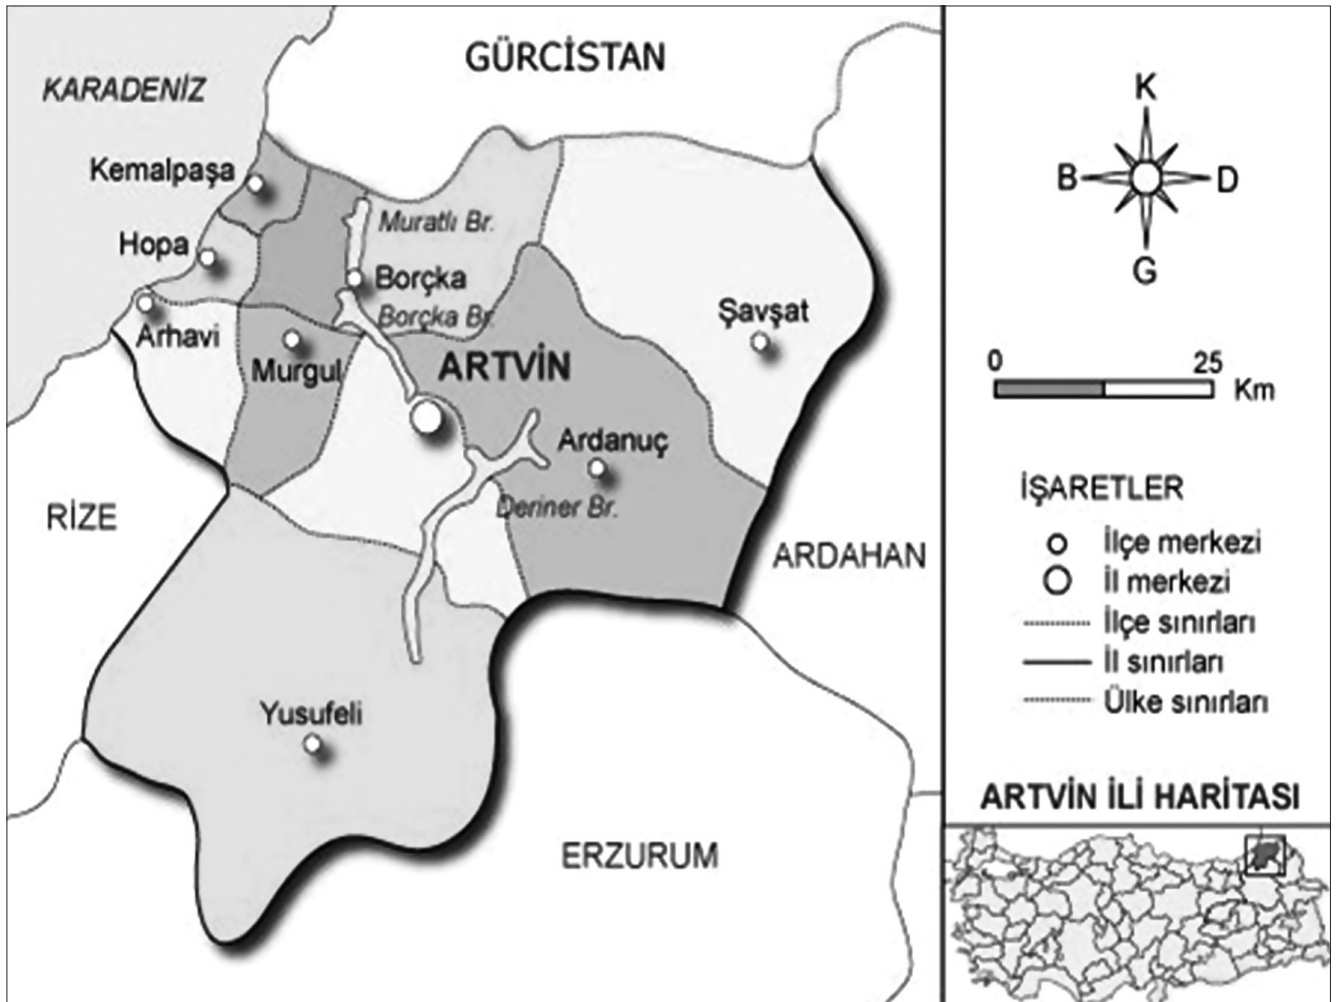 GÜRCİSTAN
KARADENİZ
Kemalpaşa
Muratlı Br.
Hopa
Borçka
Borçka Br.
Şavşat
Arhavi
Murgul
ARTVİN
Ardanuç
Deriner Br.
RİZE
ARDAHAN
Yusufeli
ERZURUM
K
B D
G
0 25
Km
İŞARETLER
İlçe merkezi
İl merkezi
İlçe sınırları
İl sınırları
Ülke sınırları
ARTVİN İLİ HARİTASI